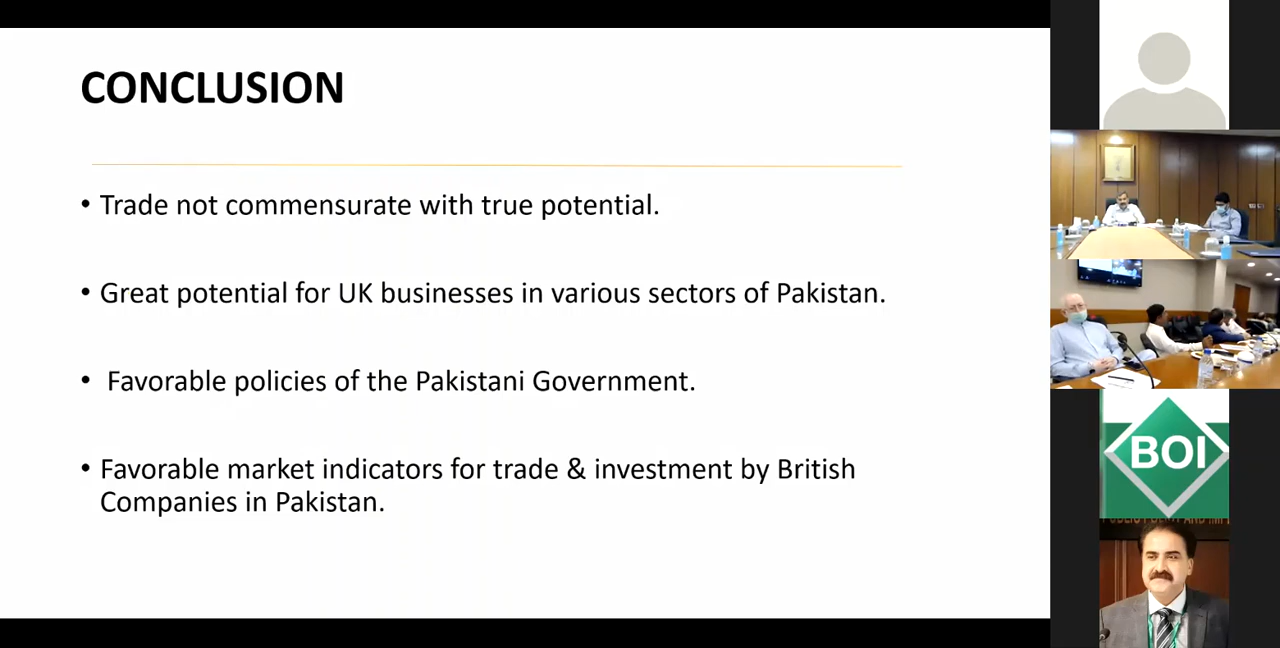 CONCLUSION
• Trade not commensurate with true potential.
• Great potential for UK businesses in various sectors of Pakistan.
• Favorable policies of the Pakistani Government.
• Favorable market indicators for trade & investment by British
Companies in Pakistan.
BOI